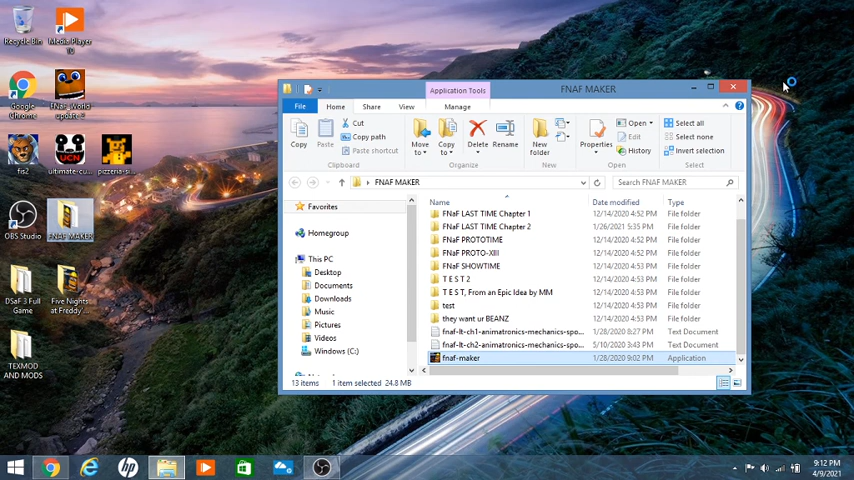 Recycle Bin
Media Player
10
Google
Chrome
FNaF World
update 2
fis2
ultimate-cu...
pizzeria-si...
OBS Studio
FNAF MAKER
DSaF 3 Full
Game
Five Nights
at Freddy'...
TEXMOD
AND MODS
Application Tools
FNAF MAKER
File
Home
Share
View
Manage
Copy
Paste
Cut
Copy path
Paste shortcut
Clipboard
Move
to
Copy
to
Delete
Rename
Organize
New
folder
New
Properties
Open
Edit
History
Open
Select all
Select none
Invert selection
Select
FNAF MAKER
Search FNAF MAKER
Favorites
Homegroup
This PC
Desktop
Documents
Downloads
Music
Pictures
Videos
Windows (C:)
Name Date modified Type
FNaF LAST TIME Chapter 1 12/14/2020 4:52 PM File folder
FNaF LAST TIME Chapter 2 1/26/2021 5:35 PM File folder
FNaF PROTOTIME 12/14/2020 4:52 PM File folder
FNaF PROTO-XIII 12/14/2020 4:53 PM File folder
FNaF SHOWTIME 12/14/2020 4:53 PM File folder
T E S T 2 12/14/2020 4:53 PM File folder
T E S T, From an Epic Idea by MM 12/14/2020 4:53 PM File folder
test 12/14/2020 4:53 PM File folder
they want ur BEANZ 12/14/2020 4:53 PM File folder
fnaf-lt-ch1-animatronics-mechanics-spo... 1/28/2020 8:27 PM Text Document
fnaf-lt-ch2-animatronics-mechanics-spo... 5/10/2020 3:43 PM Text Document
fnaf-maker 1/28/2020 9:02 PM Application
13 items 1 item selected 24.8 MB
9:12 PM
4/9/2021